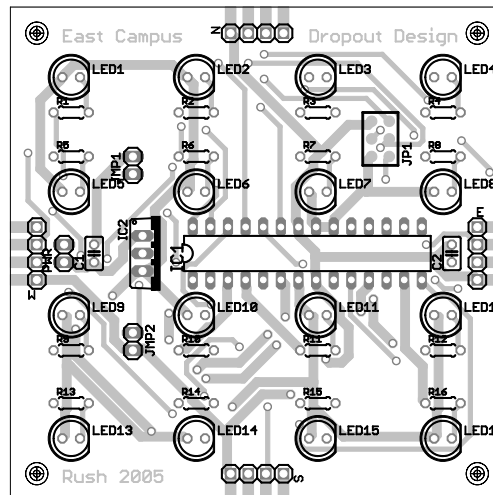 East Campus
N
Dropout Design
LED1
LED2
LED3
LED4
R1
R2
R3
R4
JP1
R5
JMP1
R6
R7
R8
LED5
LED6
LED7
LED8
E
IC2
IC1
PWR
C1
C2
W
LED9
LED10
LED11
LED1
JMP2
R9
R10
R11
R12
R13
R14
R15
R16
LED13
LED14
LED15
LED1
Rush 2005
S